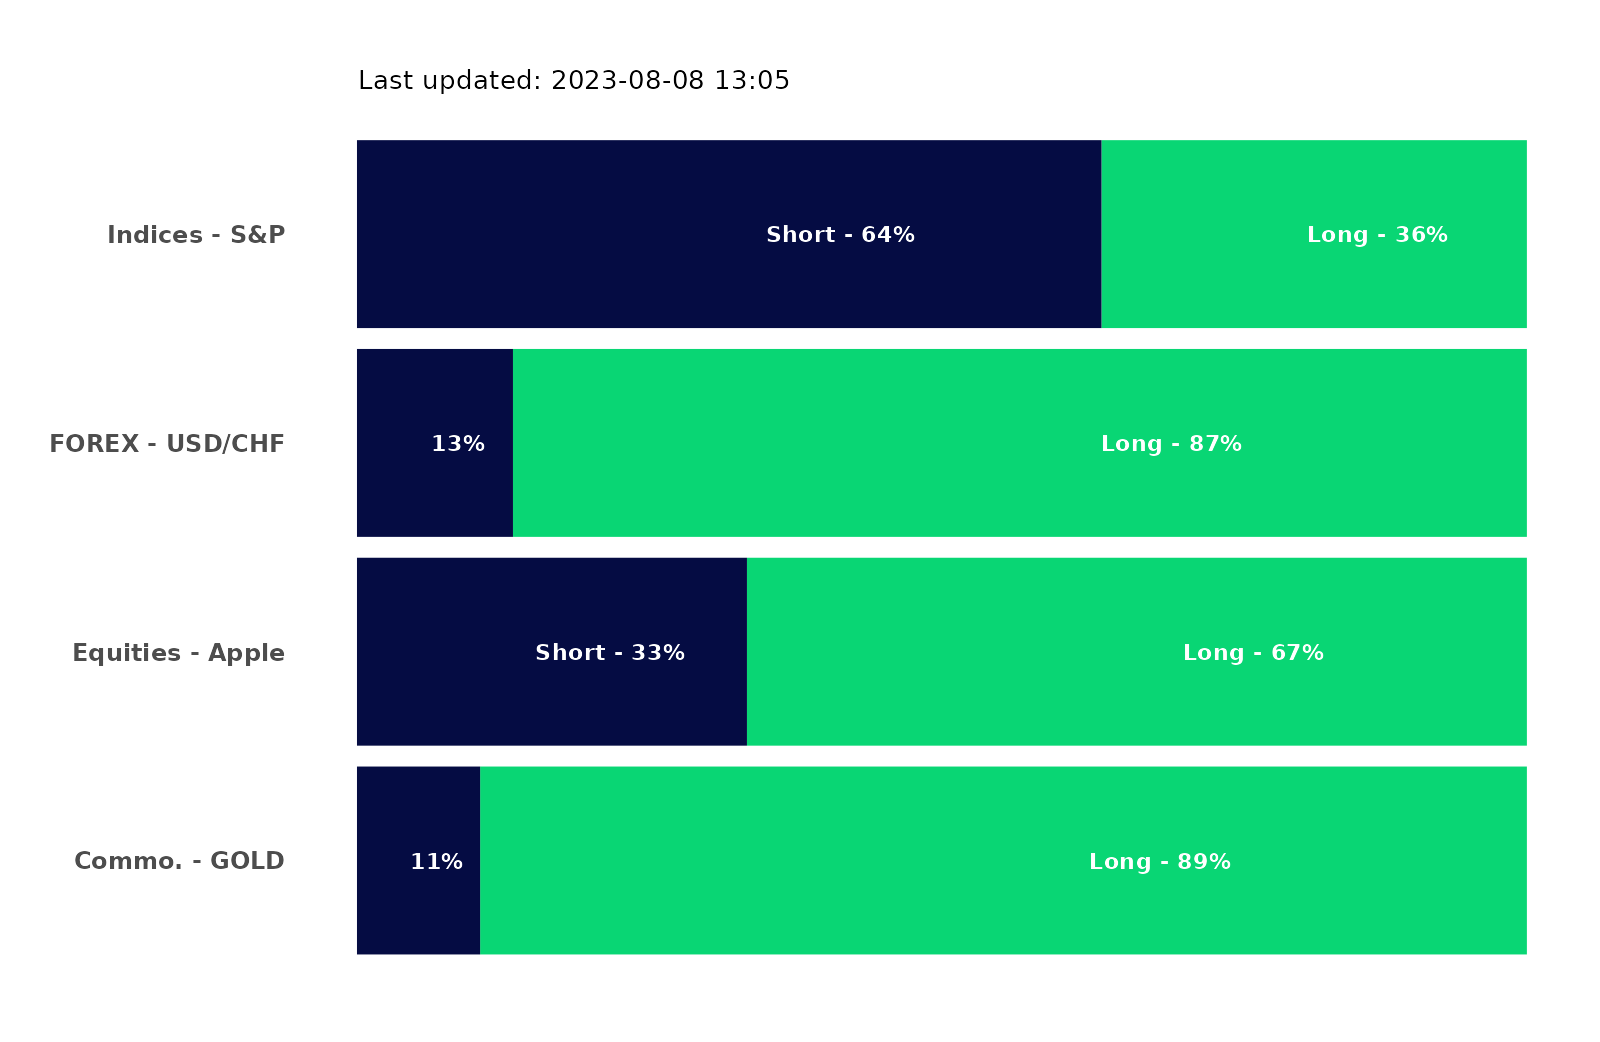 Last updated: 2023-08-08 13:05
Indices - S&P
Short - 64%
Long - 36%
FOREX - USD/CHF
13%
Long - 87%
Equities - Apple
Short - 33%
Long - 67%
Commo. - GOLD
11%
Long - 89%